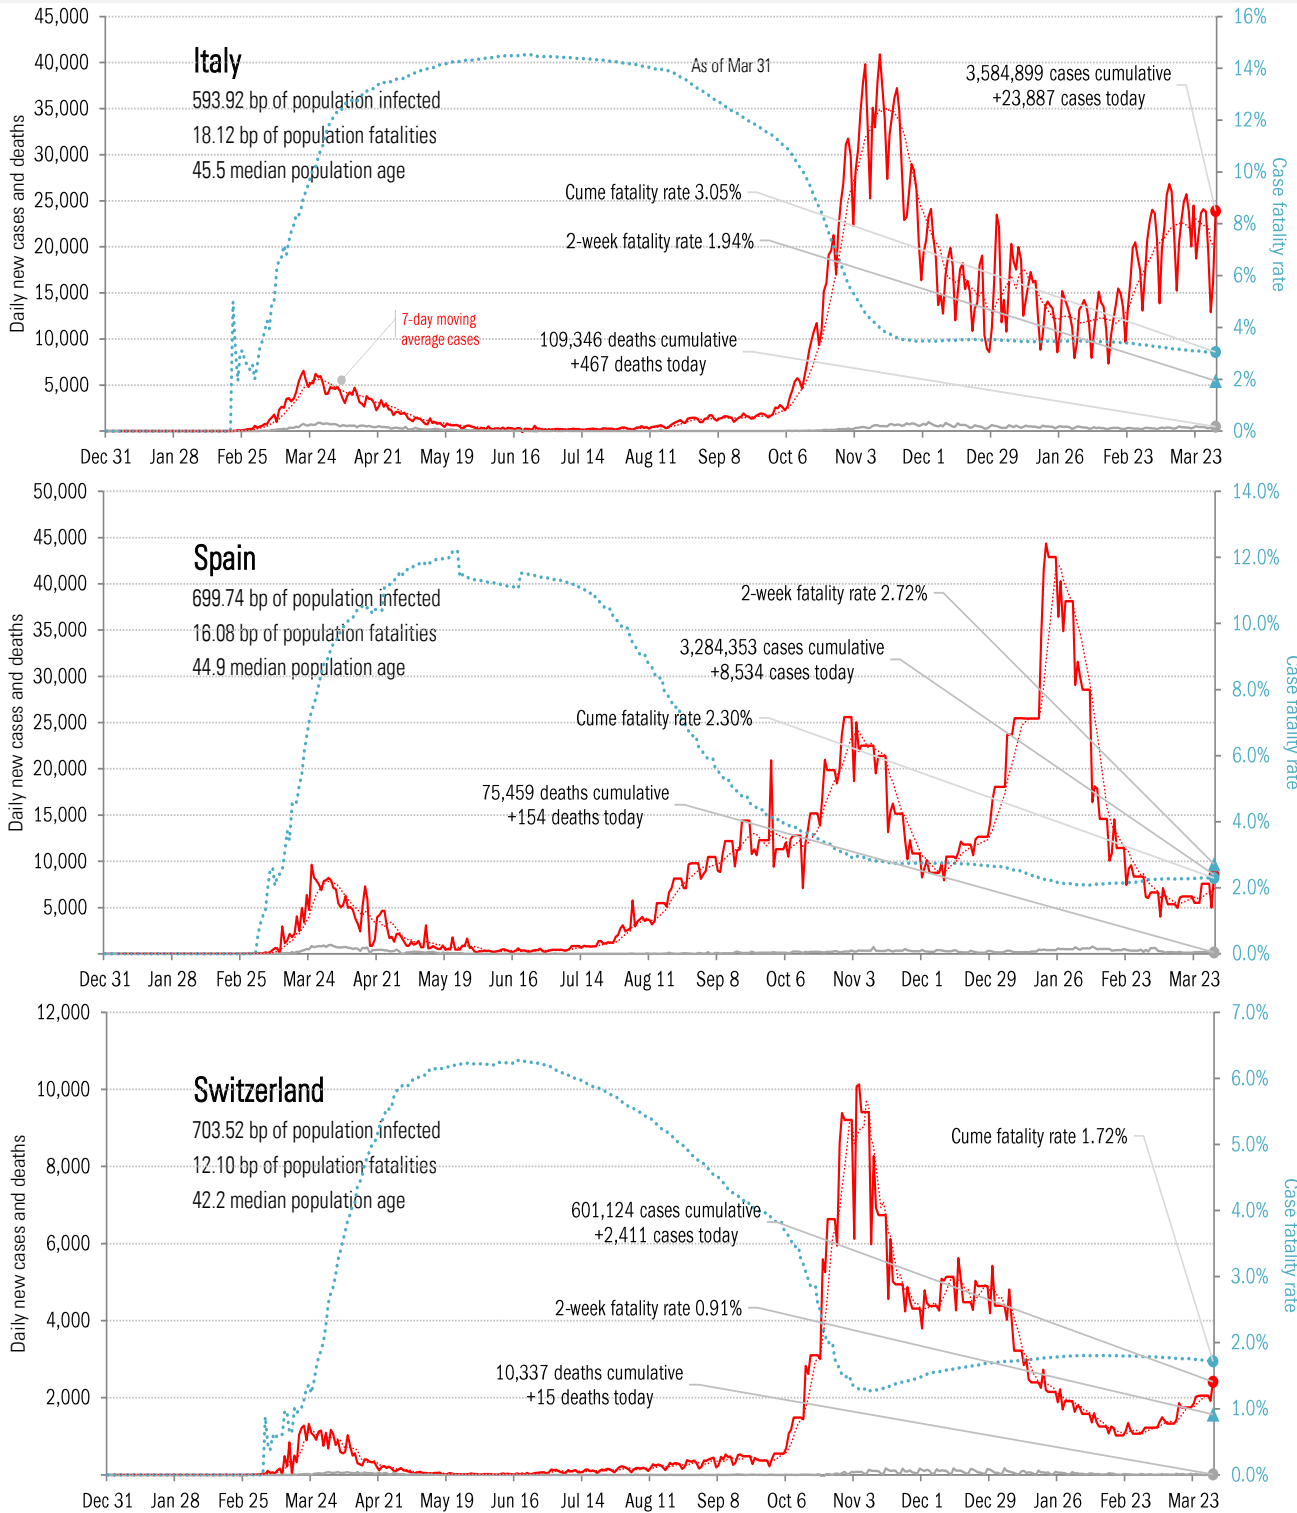 45,000
40,000
35,000
30,000
25,000
20,000
15,000
10,000
5,000
Daily new cases and deaths
Italy
593.92 bp of population infected
18.12 bp of population fatalities
45.5 median population age
As of Mar 31
3,584,899 cases cumulative
+23,887 cases today
Cume fatality rate 3.05%
2-week fatality rate 1.94%
7-day moving
average cases
109,346 deaths cumulative
+467 deaths today
16%
14%
12%
10%
8%
6%
4%
2%
0%
Case fatality rate
Dec 31 Jan 28 Feb 25 Mar 24 Apr 21 May 19 Jun 16 Jul 14 Aug 11 Sep 8 Oct 6 Nov 3 Dec 1 Dec 29 Jan 26 Feb 23 Mar 23
50,000
45,000
40,000
35,000
30,000
25,000
20,000
15,000
10,000
5,000
Daily new cases and deaths
Spain
699.74 bp of population infected
16.08 bp of population fatalities
44.9 median population age
2-week fatality rate 2.72%
3,284,353 cases cumulative
+8,534 cases today
Cume fatality rate 2.30%
75,459 deaths cumulative
+154 deaths today
14.0%
12.0%
10.0%
8.0%
6.0%
4.0%
2.0%
0.0%
Case fatality rate
Dec 31 Jan 28 Feb 25 Mar 24 Apr 21 May 19 Jun 16 Jul 14 Aug 11 Sep 8 Oct 6 Nov 3 Dec 1 Dec 29 Jan 26 Feb 23 Mar 23
12,000
10,000
8,000
6,000
4,000
2,000
Daily new cases and deaths
Switzerland
703.52 bp of population infected
12.10 bp of population fatalities
42.2 median population age
Cume fatality rate 1.72%
601,124 cases cumulative
+2,411 cases today
2-week fatality rate 0.91%
10,337 deaths cumulative
+15 deaths today
7.0%
6.0%
5.0%
4.0%
3.0%
2.0%
1.0%
0.0%
Case fatality rate
Dec 31 Jan 28 Feb 25 Mar 24 Apr 21 May 19 Jun 16 Jul 14 Aug 11 Sep 8 Oct 6 Nov 3 Dec 1 Dec 29 Jan 26 Feb 23 Mar 23